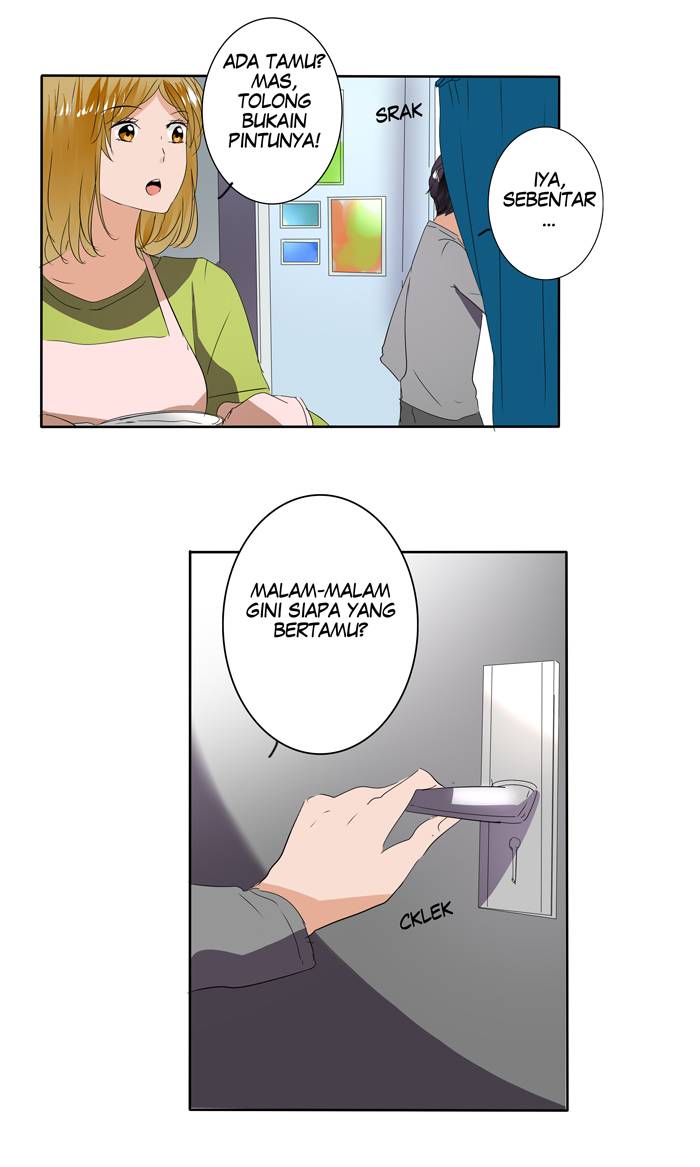 ADA TAMU?
MAS,
TOLONG
BUKAIN
PINTUNYA!
SRAK
IYA,
SEBENTAR
...
MALAM-MALAM
GINI SIAPA YANG
BERTAMU?
CKLEK